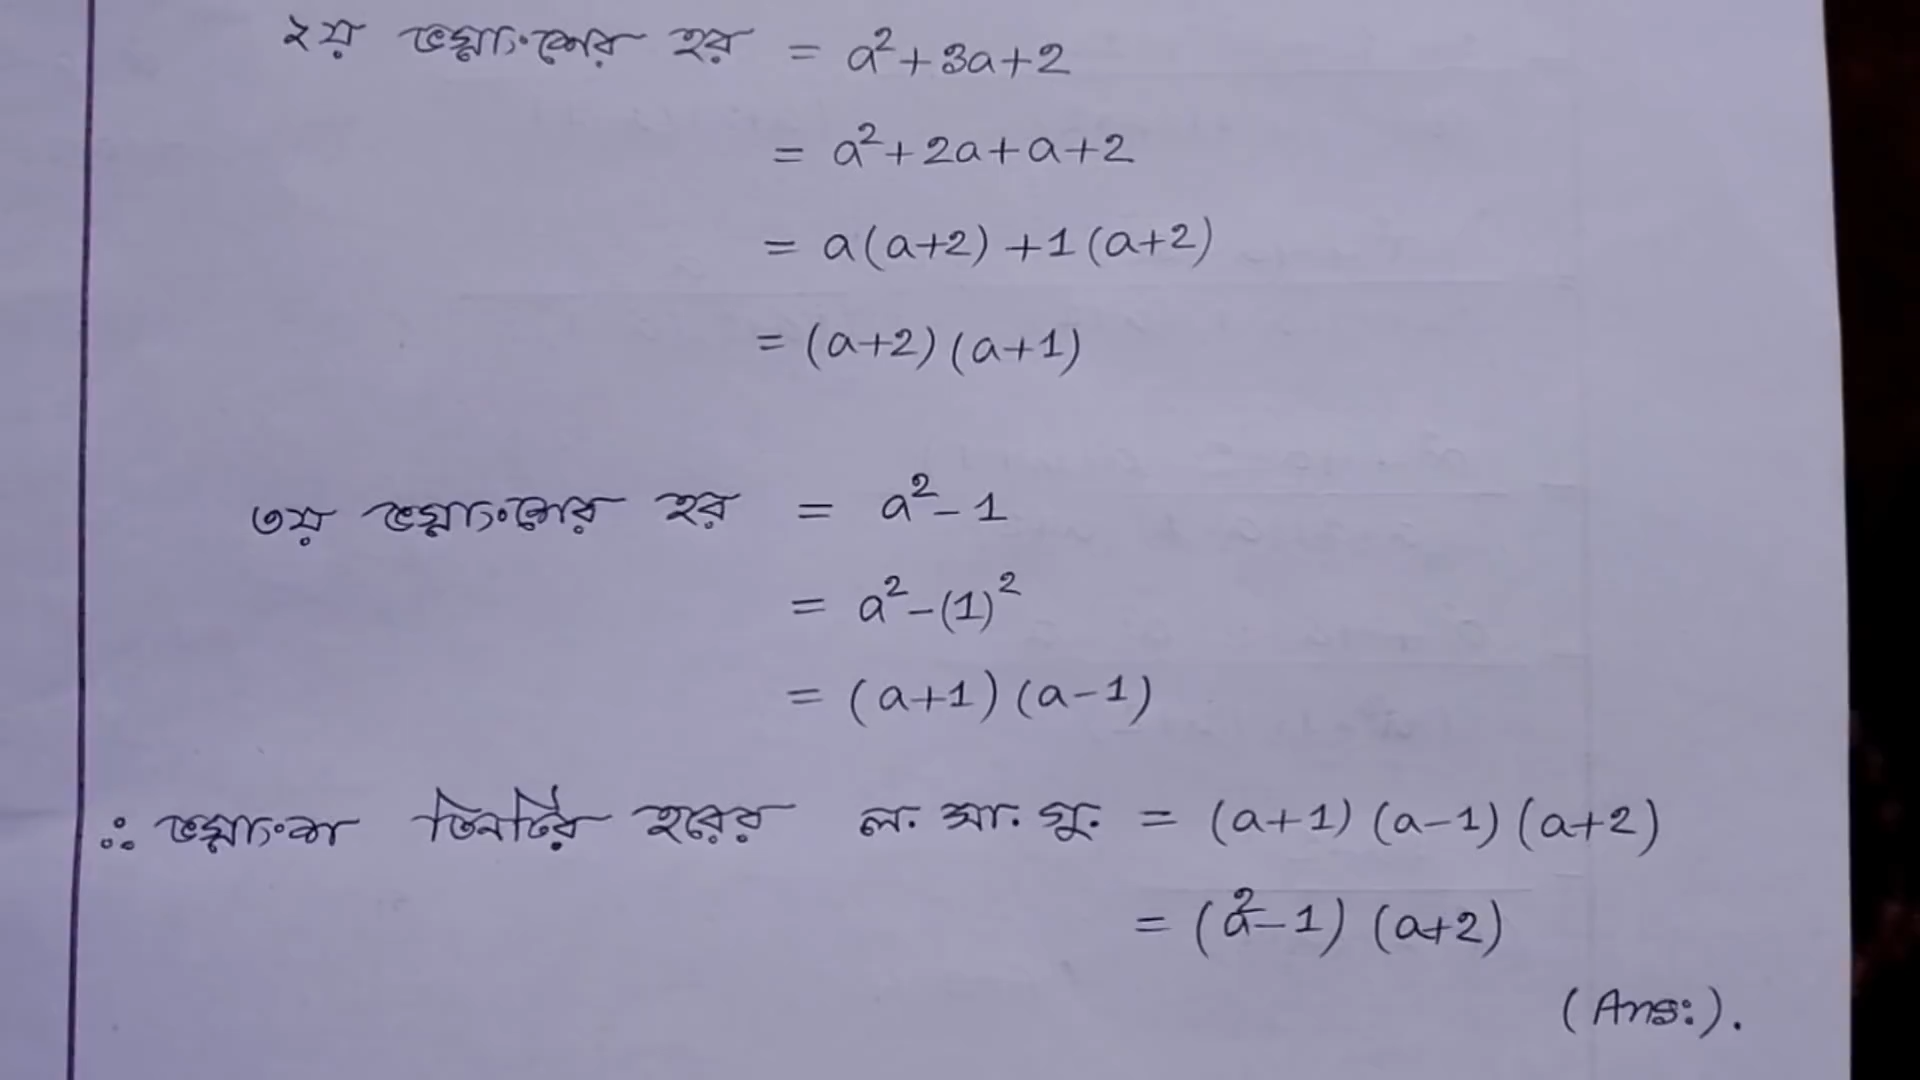 ২য় ভগ্নাংশের হর = a²+3a+2
= a²+2a+a+2
= a(a+2)+1(a+2)
= (a+2)(a+1)
৩য় ভগ্নাংশের হর = a²-1
= a²-(1)²
= (a+1)(a-1)
∴ ভগ্নাংশ তিনটির হরের ল. সা. গু. = (a+1)(a-1)(a+2)
= (a²-1)(a+2)
(Ans:).